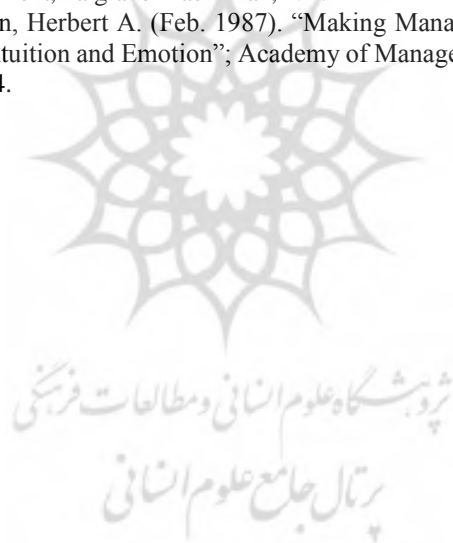 n, Herbert A. (Feb. 1987). “Making Mana
tuition and Emotion”; Academy of Manage
4.
پژوهشگاه علوم انسانی و مطالعات فرهنگی
پرتال جامع علوم انسانی